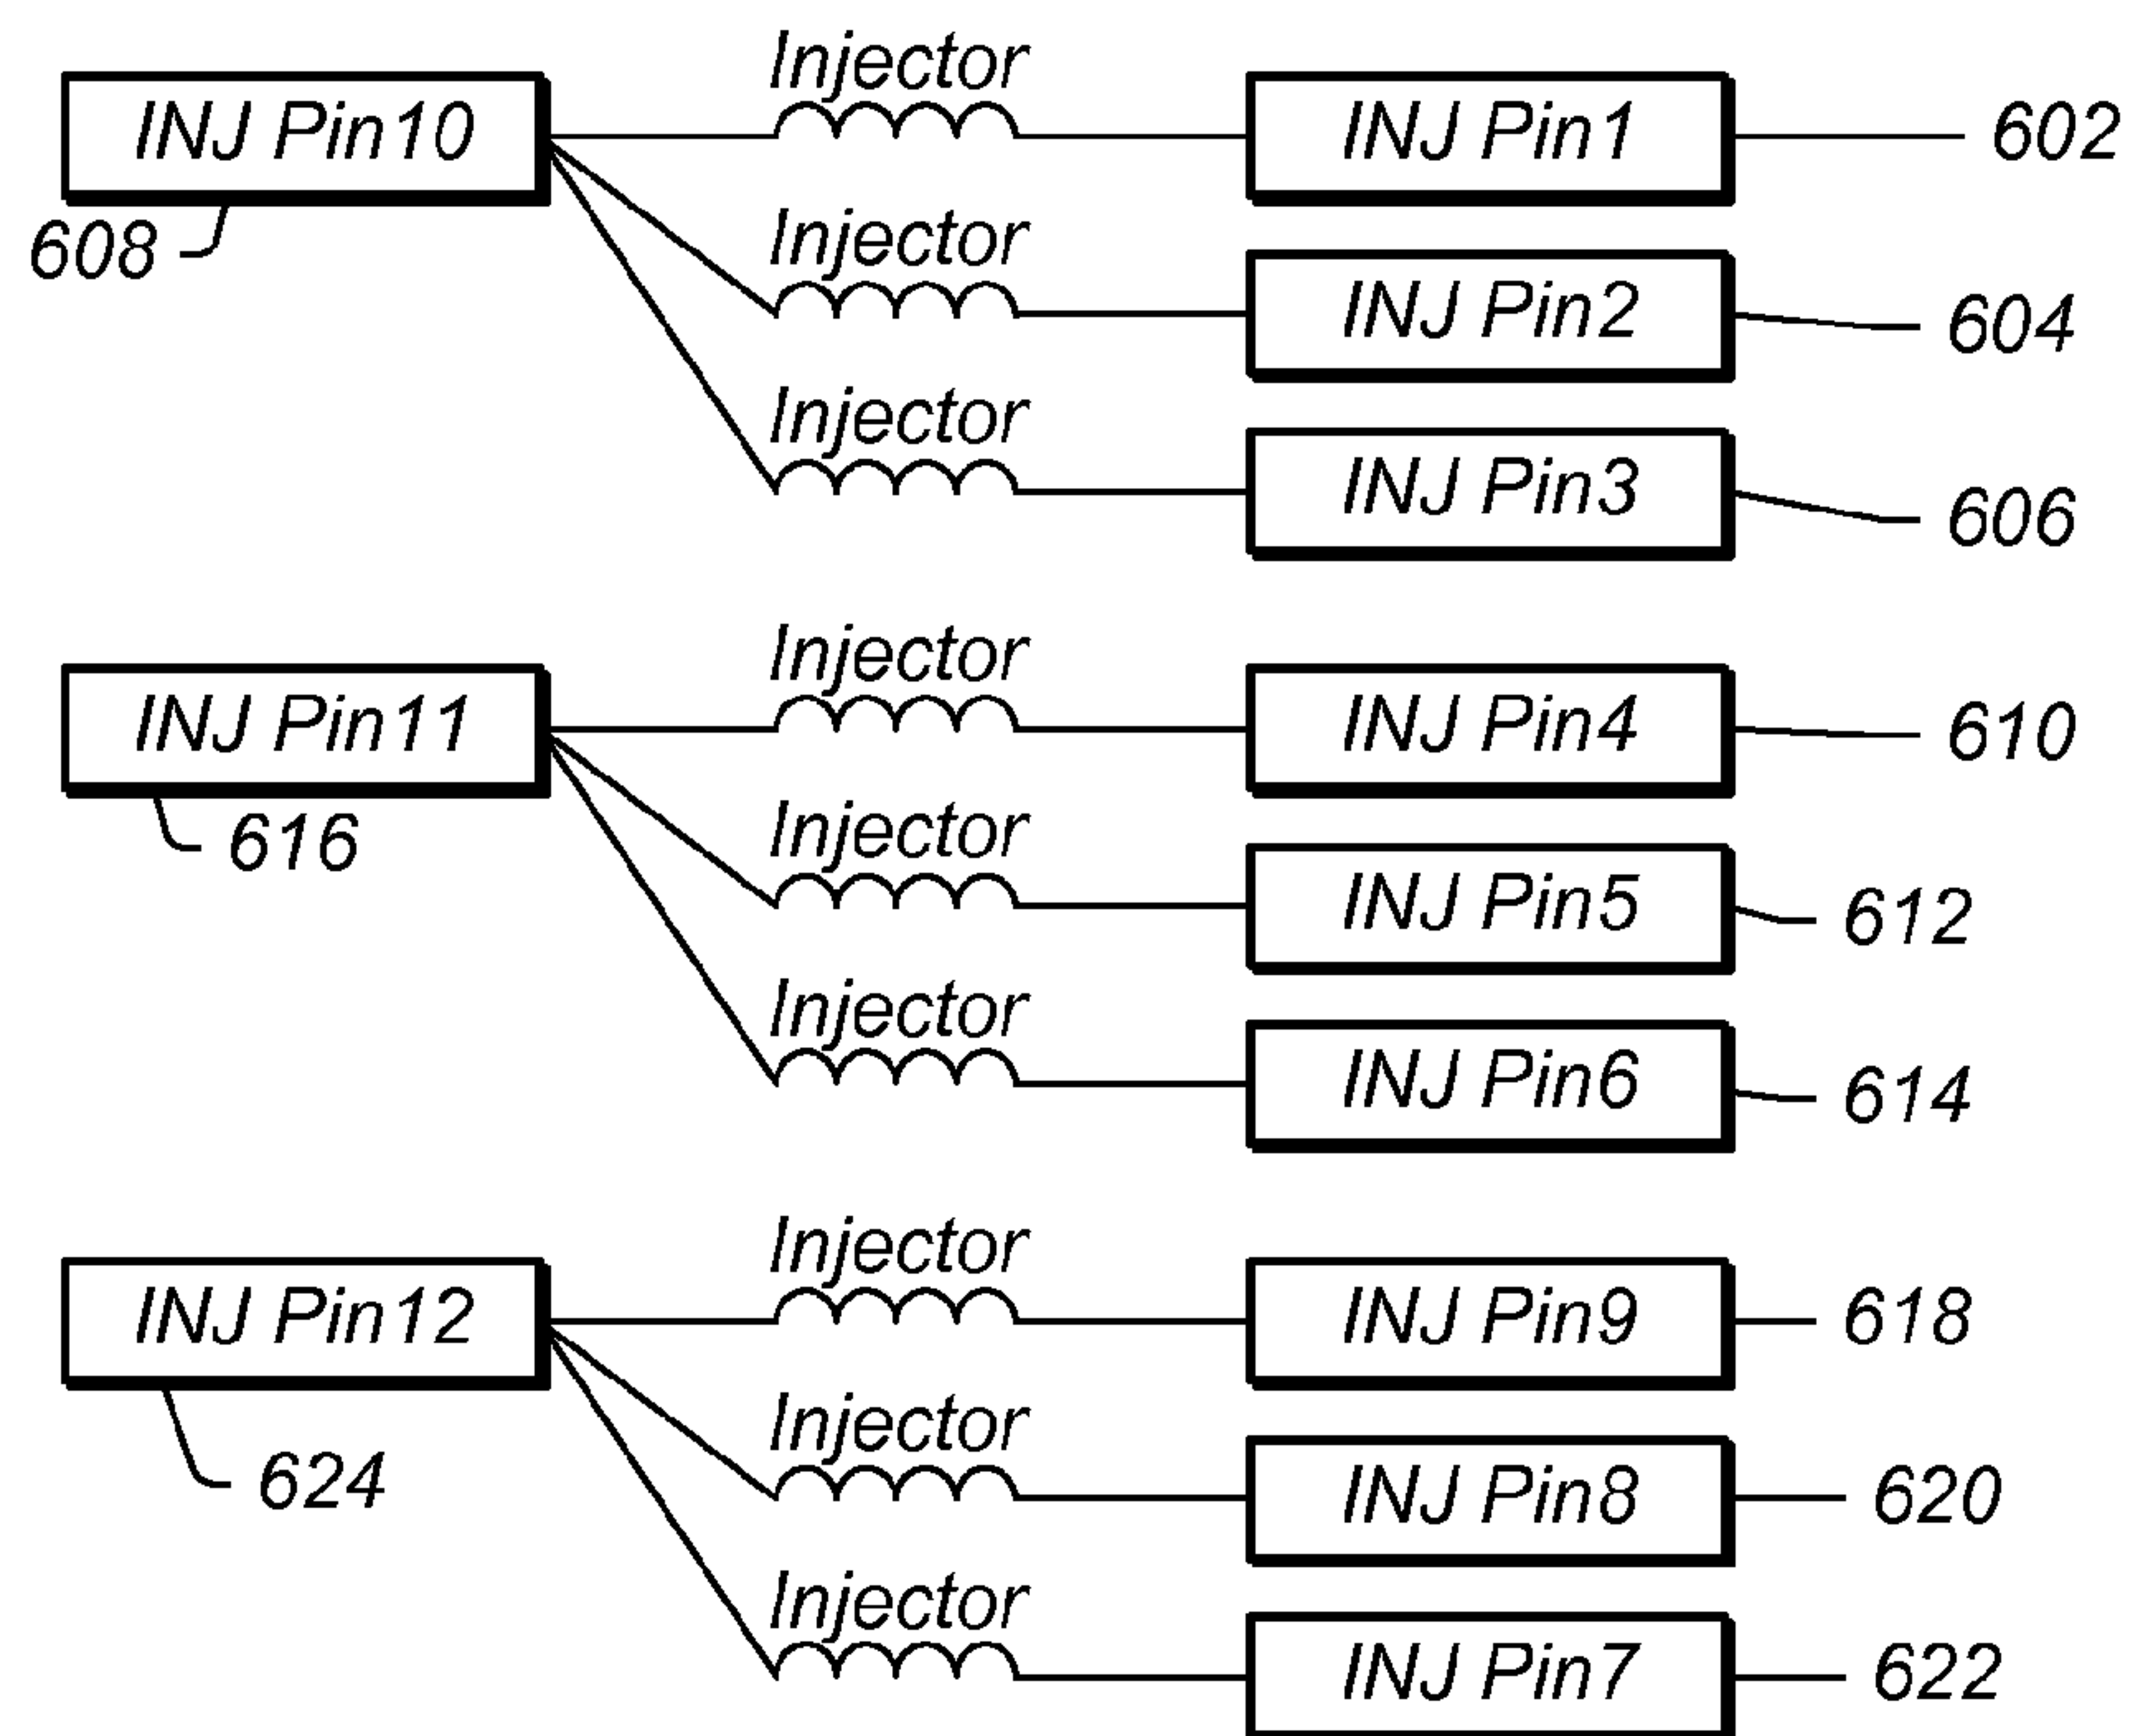 Injector
INJ Pin10
INJ Pin1
602
608
Injector
INJ Pin2
604
Injector
INJ Pin3
606
Injector
INJ Pin11
INJ Pin4
610
616
Injector
INJ Pin5
612
Injector
INJ Pin6
614
Injector
INJ Pin12
INJ Pin9
618
624
Injector
INJ Pin8
620
Injector
INJ Pin7
622